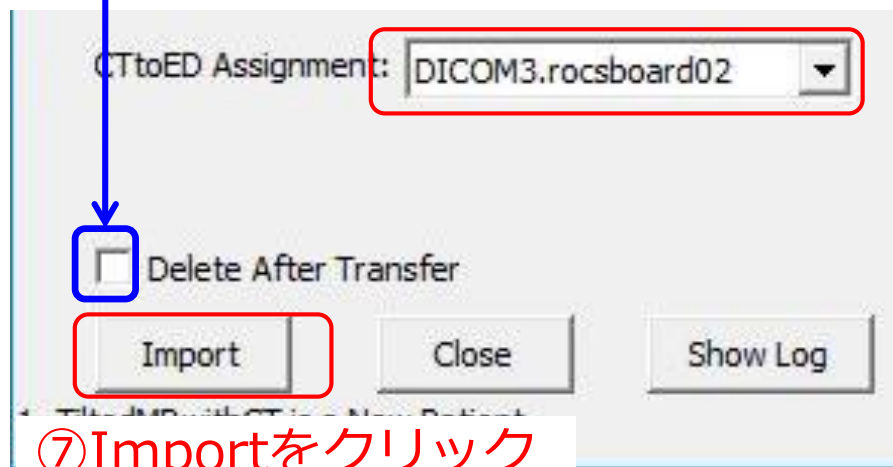 CTtoED Assignment: DICOM3.rocsboard02
Delete After Transfer
Import Close Show Log
⑦Importをクリック